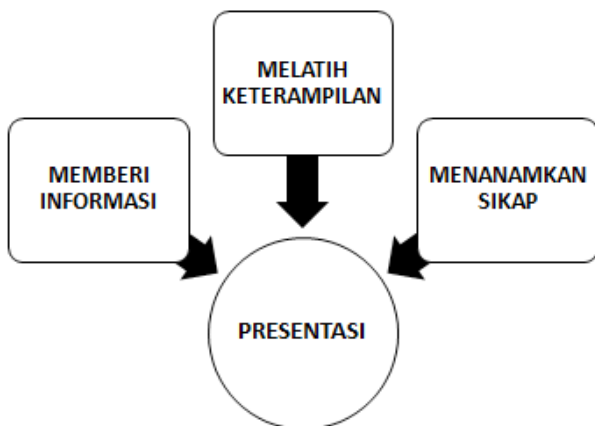 MELATIH
KETERAMPILAN
MEMBERI
INFORMASI
MENANAMKAN
SIKAP
PRESENTASI